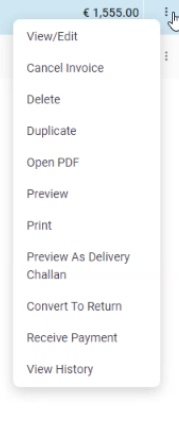 € 1,555.00
View/Edit
Cancel Invoice
Delete
Duplicate
Open PDF
Preview
Print
Preview As Delivery
Challan
Convert To Return
Receive Payment
View History